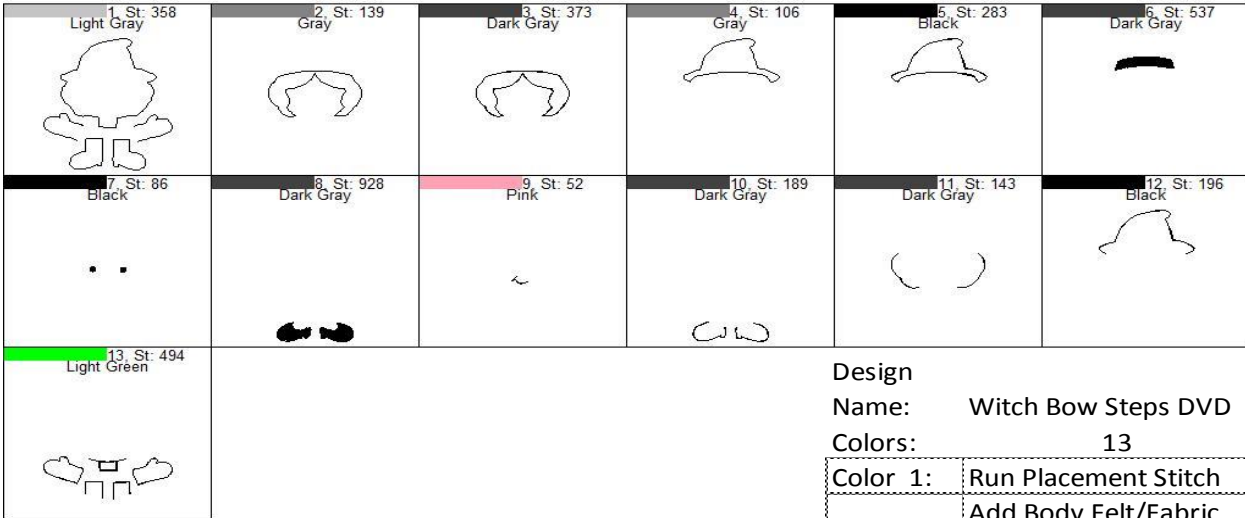 1, St: 358
Light Gray
2, St: 139
Gray
3, St: 373
Dark Gray
4, St: 106
Gray
5, St: 283
Black
6, St: 537
Dark Gray
7, St: 86
Black
8, St: 928
Dark Gray
9, St: 52
Pink
10, St: 189
Dark Gray
11, St: 143
Dark Gray
12, St: 196
Black
13, St: 494
Light Green
Design
Name: Witch Bow Steps DVD
Colors: 13
Color 1: Run Placement Stitch
Add Body Felt/Fabric